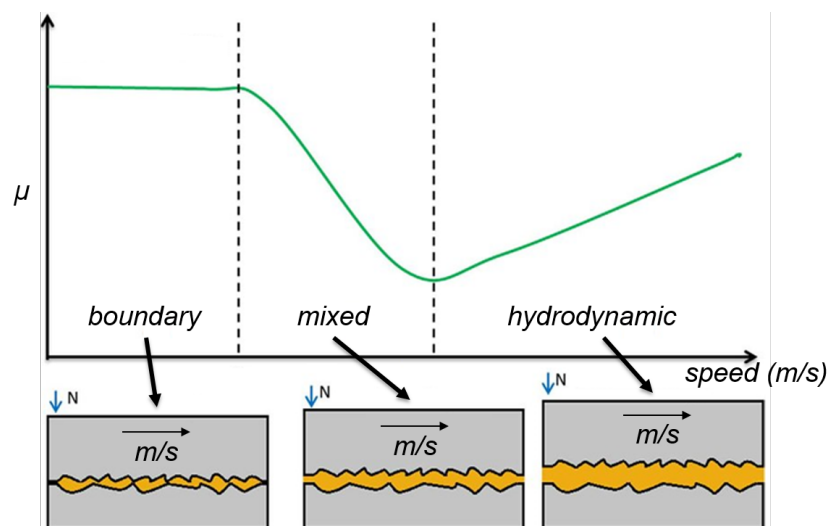 μ
boundary
mixed
hydrodynamic
speed (m/s)
N
m/s
N
m/s
N
m/s